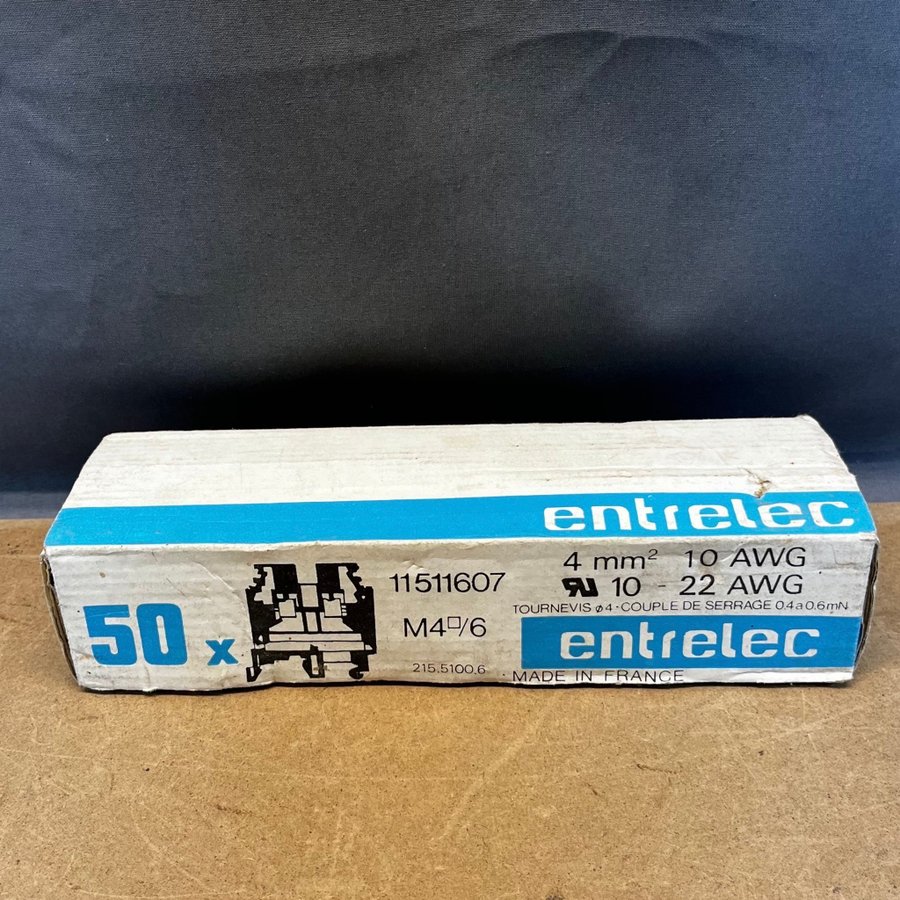 entrelec
50 x
11511607
M4□/6
215.5100.6
4 mm² 10 AWG
RU 10 - 22 AWG
TOURNEVIS ø4·COUPLE DE SERRAGE 0.4 a 0.6 mN
entrelec
MADE IN FRANCE